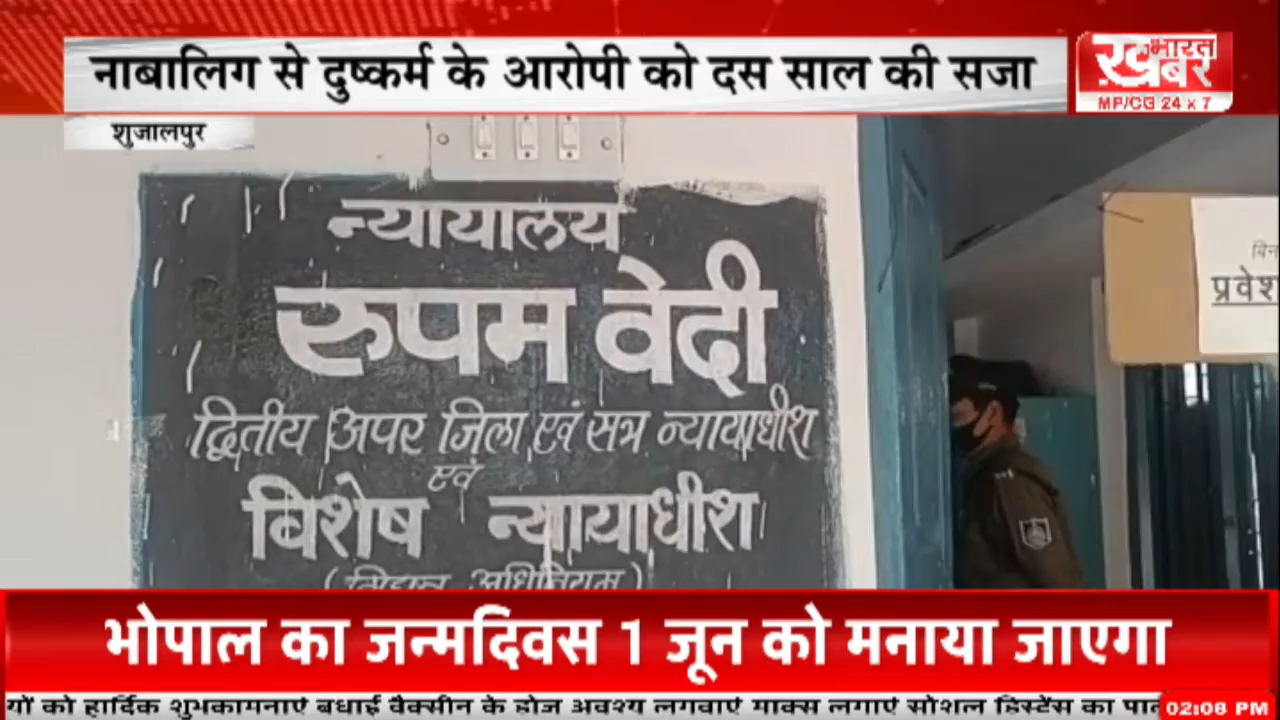 नाबालिग से दुष्कर्म के आरोपी को दस साल की सजा
भारत
ख़बर
MP/CG 24 x 7
शुजालपुर
न्यायालय
रुपम वेदी
द्वितीय अपर जिला एवं सत्र न्यायाधीश
एवं
विशेष न्यायाधीश
प्रवेश
भोपाल का जन्मदिवस 1 जून को मनाया जाएगा
यों को हार्दिक शुभकामनाएं बधाई वैक्सीन के डोज अवश्य लगवाएं मास्क लगाएं सोशल डिस्टेंस का
02:08 PM